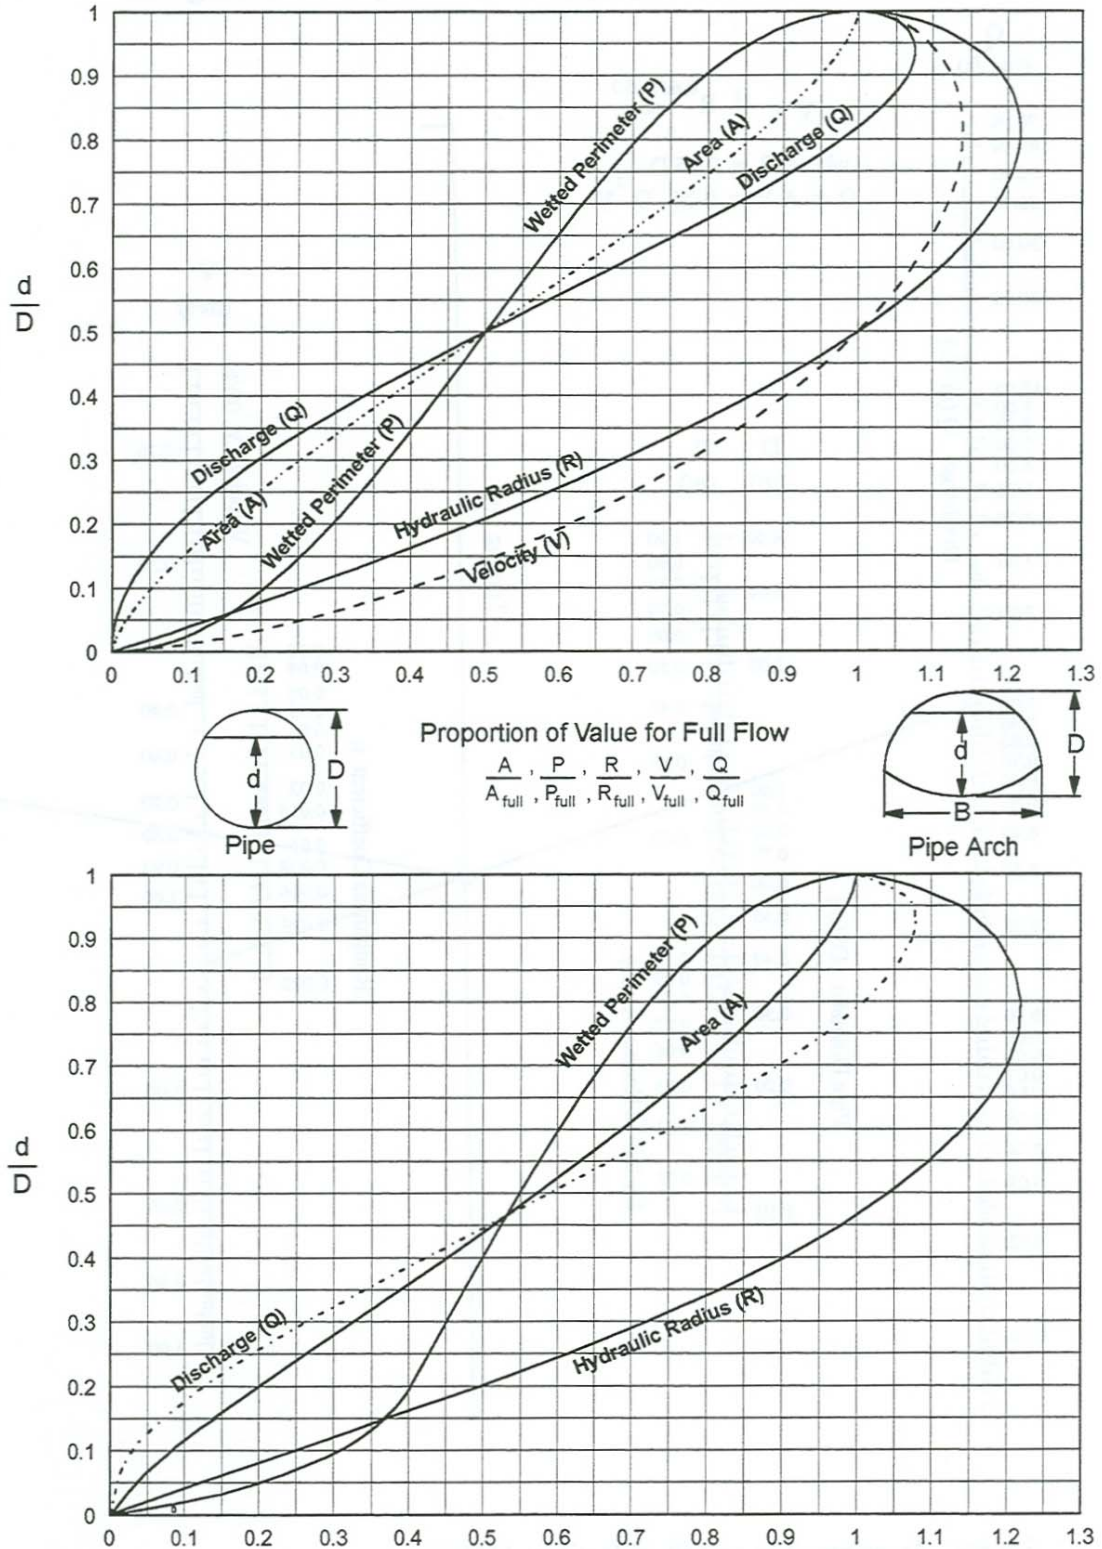 1
0.9
0.8
0.7
0.6
0.5
0.4
0.3
0.2
0.1
0
d
D
Wetted Perimeter (P)
Area (A)
Discharge (Q)
Discharge (Q)
Area (A)
Wetted Perimeter (P)
Hydraulic Radius (R)
Velocity (V)
0 0.1 0.2 0.3 0.4 0.5 0.6 0.7 0.8 0.9 1 1.1 1.2 1.3
d D
Pipe
Proportion of Value for Full Flow
A , P , R , V , Q
Afull , Pfull , Rfull , Vfull , Qfull
d D
B
Pipe Arch
1
0.9
0.8
0.7
0.6
0.5
0.4
0.3
0.2
0.1
0
d
D
Wetted Perimeter (P)
Area (A)
Discharge (Q)
Hydraulic Radius (R)
0 0.1 0.2 0.3 0.4 0.5 0.6 0.7 0.8 0.9 1 1.1 1.2 1.3